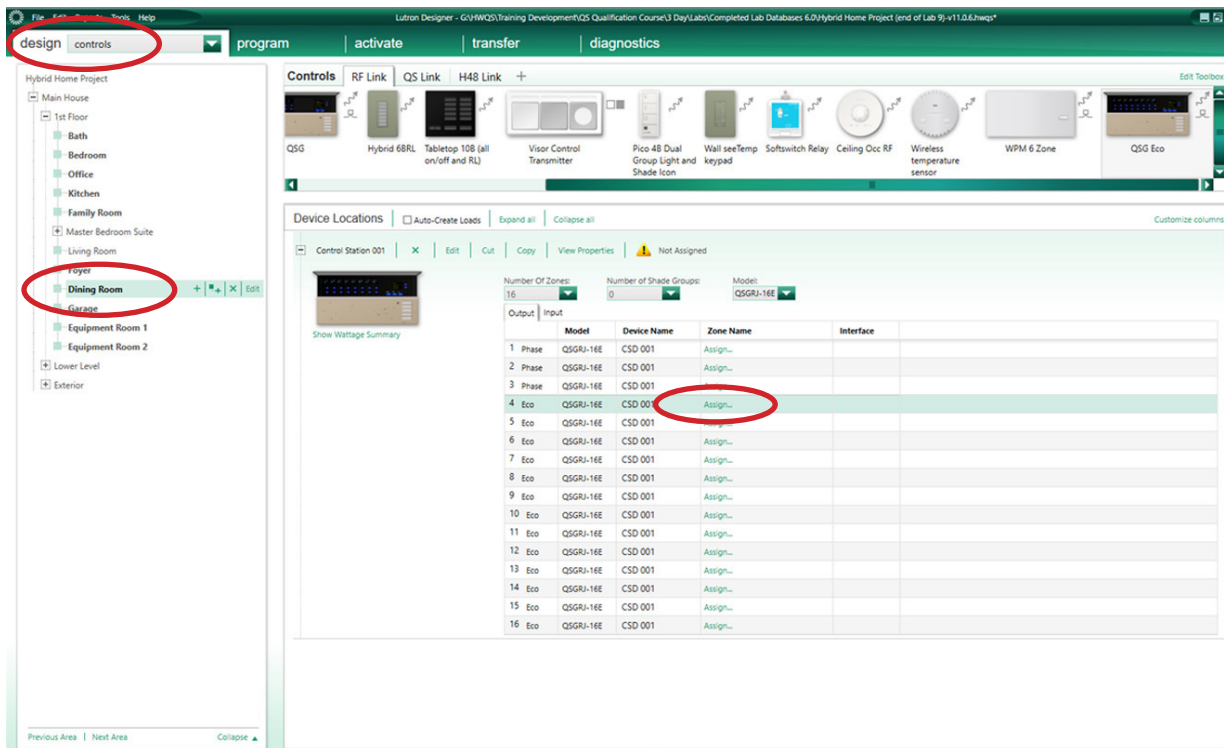 File Edit Reports Tools Help
Lutron Designer - G:\HWQS\Training Development\QS Qualification Course\3 Day\Labs\Completed Lab Databases 6.0\Hybrid Home Project (end of Lab 9)-v11.0.6.hwqs*
design controls program activate transfer diagnostics
Hybrid Home Project
Main House
1st Floor
Bath
Bedroom
Office
Kitchen
Family Room
Master Bedroom Suite
Living Room
Foyer
Dining Room + × Edit
Garage
Equipment Room 1
Equipment Room 2
Lower Level
Exterior
Previous Area | Next Area Collapse
Controls RF Link QS Link H48 Link + Edit Toolbox
QSG
Hybrid 6BRL
Tabletop 10B (all
on/off and RL)
Visor Control
Transmitter
Pico 4B Dual
Group Light and
Shade Icon
Wall seeTemp
keypad
Softswitch Relay
Ceiling Occ RF
Wireless
temperature
sensor
WPM 6 Zone
QSG Eco
Device Locations Auto-Create Loads Expand all Collapse all Customize columns
Control Station 001 × Edit Cut Copy View Properties Not Assigned
Show Wattage Summary
Number Of Zones: Number of Shade Groups: Model:
16 0 QSGRJ-16E
Output Input
Model Device Name Zone Name Interface
1 Phase QSGRJ-16E CSD 001 Assign...
2 Phase QSGRJ-16E CSD 001 Assign...
3 Phase QSGRJ-16E CSD 001
4 Eco QSGRJ-16E CSD 001 Assign...
5 Eco QSGRJ-16E CSD 001 Assign...
6 Eco QSGRJ-16E CSD 001 Assign...
7 Eco QSGRJ-16E CSD 001 Assign...
8 Eco QSGRJ-16E CSD 001 Assign...
9 Eco QSGRJ-16E CSD 001 Assign...
10 Eco QSGRJ-16E CSD 001 Assign...
11 Eco QSGRJ-16E CSD 001 Assign...
12 Eco QSGRJ-16E CSD 001 Assign...
13 Eco QSGRJ-16E CSD 001 Assign...
14 Eco QSGRJ-16E CSD 001 Assign...
15 Eco QSGRJ-16E CSD 001 Assign...
16 Eco QSGRJ-16E CSD 001 Assign...